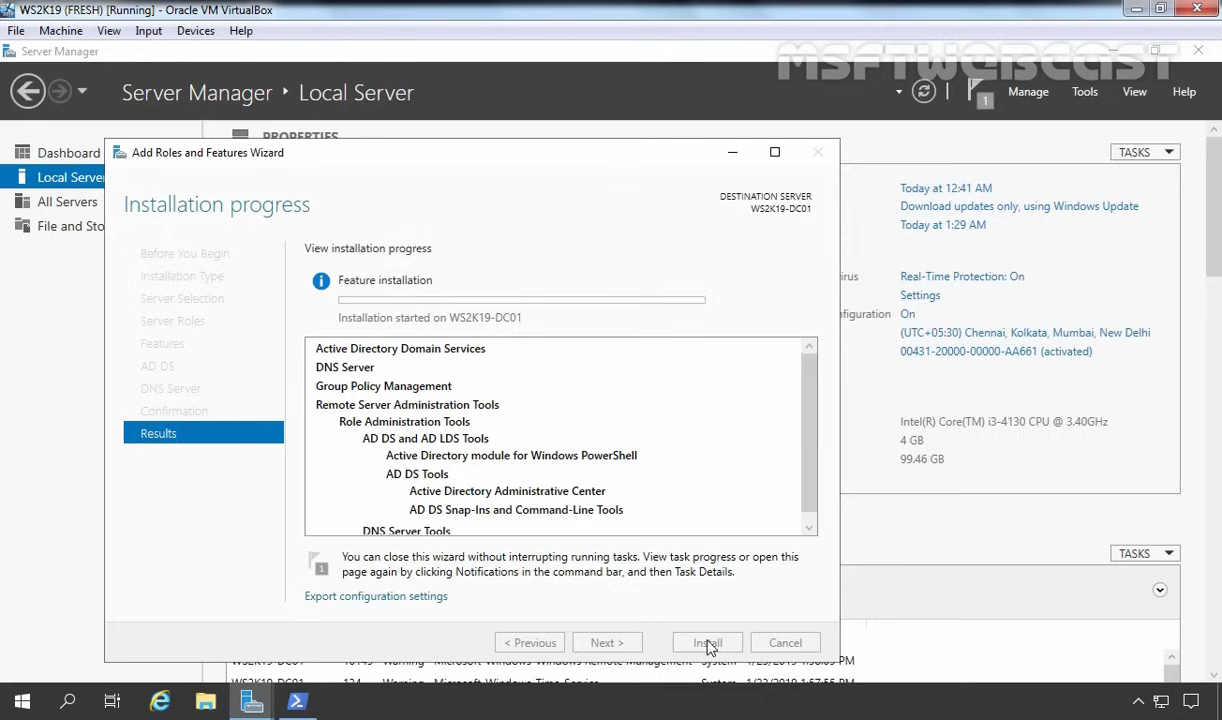 WS2K19 (FRESH) [Running] - Oracle VM VirtualBox
File Machine View Input Devices Help
Server Manager
MSFTWEBCAST
Server Manager Local Server
1 Manage Tools View Help
PROPERTIES
Dashboard
Local Server
All Servers
File and Sto
TASKS
Add Roles and Features Wizard
Installation progress
DESTINATION SERVER
WS2K19-DC01
Before You Begin
Installation Type
Server Selection
Server Roles
Features
AD DS
DNS Server
Confirmation
Results
View installation progress
Feature installation
Installation started on WS2K19-DC01
Active Directory Domain Services
DNS Server
Group Policy Management
Remote Server Administration Tools
Role Administration Tools
AD DS and AD LDS Tools
Active Directory module for Windows PowerShell
AD DS Tools
Active Directory Administrative Center
AD DS Snap-Ins and Command-Line Tools
DNS Server Tools
1
You can close this wizard without interrupting running tasks. View task progress or open this
page again by clicking Notifications in the command bar, and then Task Details.
Export configuration settings
< Previous Next > Install Cancel
Today at 12:41 AM
Download updates only, using Windows Update
Today at 1:29 AM
Real-Time Protection: On
Settings
On
(UTC+05:30) Chennai, Kolkata, Mumbai, New Delhi
00431-20000-00000-AA661 (activated)
Intel(R) Core(TM) i3-4130 CPU @ 3.40GHz
4 GB
99.46 GB
TASKS